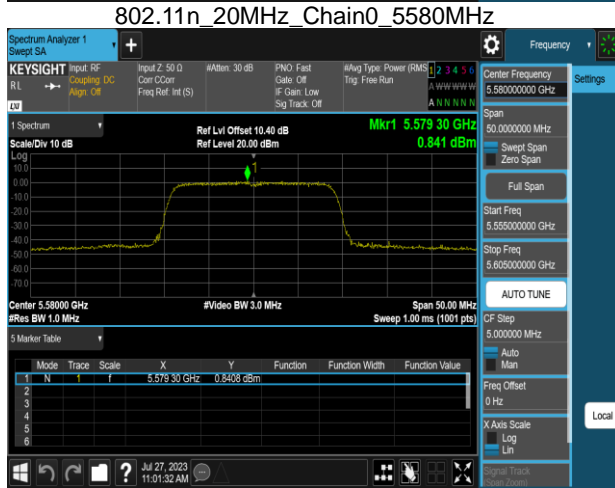 802.11n_20MHz_Chain0_5580MHz
Spectrum Analyzer 1
Swept SA
Frequency
KEYSIGHT
RL
Input: RF
Coupling: DC
Align: Off
Input Z: 50 Ω
Corr CCorr
Freq Ref: Int (S)
#Atten: 30 dB
PNO: Fast
Gate: Off
IF Gain: Low
Sig Track: Off
#Avg Type: Power (RMS
Trig: Free Run
1 2 3 4 5 6
A WW WW W
A N N N N N
LW
1 Spectrum
Scale/Div 10 dB
Log
Ref Lvl Offset 10.40 dB
Ref Level 20.00 dBm
Mkr1 5.579 30 GHz
0.841 dBm
1
10.0
0.00
-10.0
-20.0
-30.0
-40.0
-50.0
-60.0
-70.0
Center 5.58000 GHz
#Res BW 1.0 MHz
#Video BW 3.0 MHz
Span 50.00 MHz
Sweep 1.00 ms (1001 pts)
5 Marker Table
Mode Trace Scale X Y Function Function Width Function Value
1 N 1 f 5.579 30 GHz 0.8408 dBm
2
3
4
5
6
Jul 27, 2023
11:01:32 AM
Center Frequency
5.580000000 GHz
Settings
Span
50.0000000 MHz
Swept Span
Zero Span
Full Span
Start Freq
5.555000000 GHz
Stop Freq
5.605000000 GHz
AUTO TUNE
CF Step
5.000000 MHz
Auto
Man
Freq Offset
0 Hz
X Axis Scale
Log
Lin
Local
Signal Track
(Span Zoom)